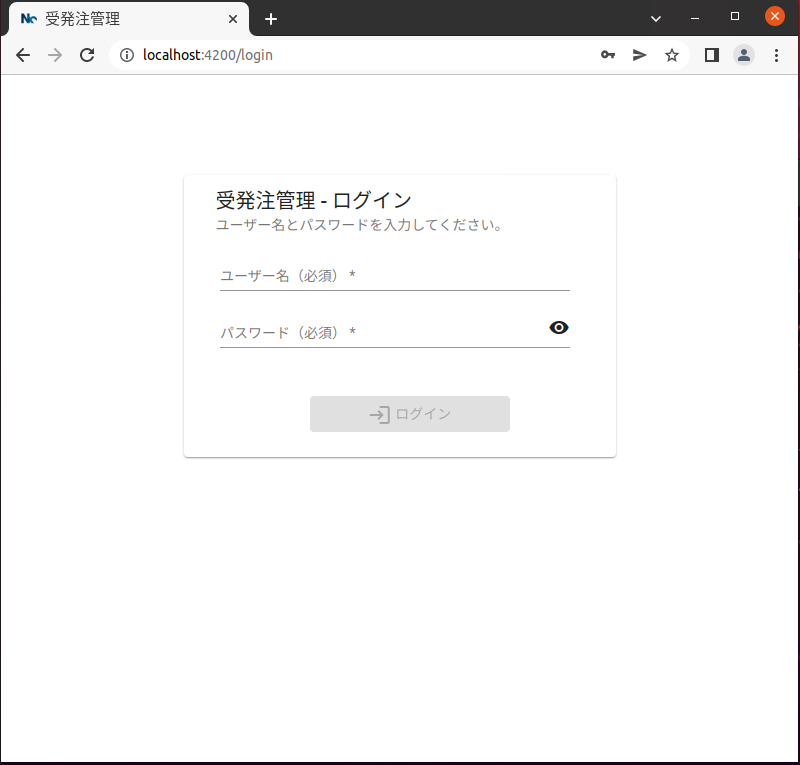 受発注管理
localhost:4200/login
受発注管理 - ログイン
ユーザー名とパスワードを入力してください。
ユーザー名（必須） *
パスワード（必須） *
ログイン